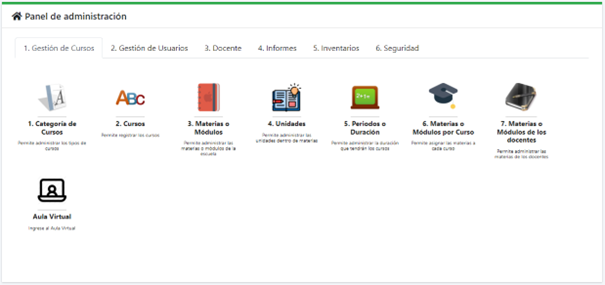 Panel de administración
1. Gestión de Cursos
2. Gestión de Usuarios
3. Docente
4. Informes
5. Inventarios
6. Seguridad
1. Categoría de
Cursos
Permite administrar los tipos de
cursos
2. Cursos
Permite registrar los cursos
3. Materias o
Módulos
Permite administrar las
materias o módulos de la
escuela
4. Unidades
Permite administrar las
unidades dentro de materias
5. Periodos o
Duración
Permite administrar la duración
que tendrán los cursos
6. Materias o
Módulos por Curso
Permite asignar las materias a
cada curso
7. Materias o
Módulos de los
docentes
Permite administrar las
materias de los docentes
Aula Virtual
Ingrese al Aula Virtual